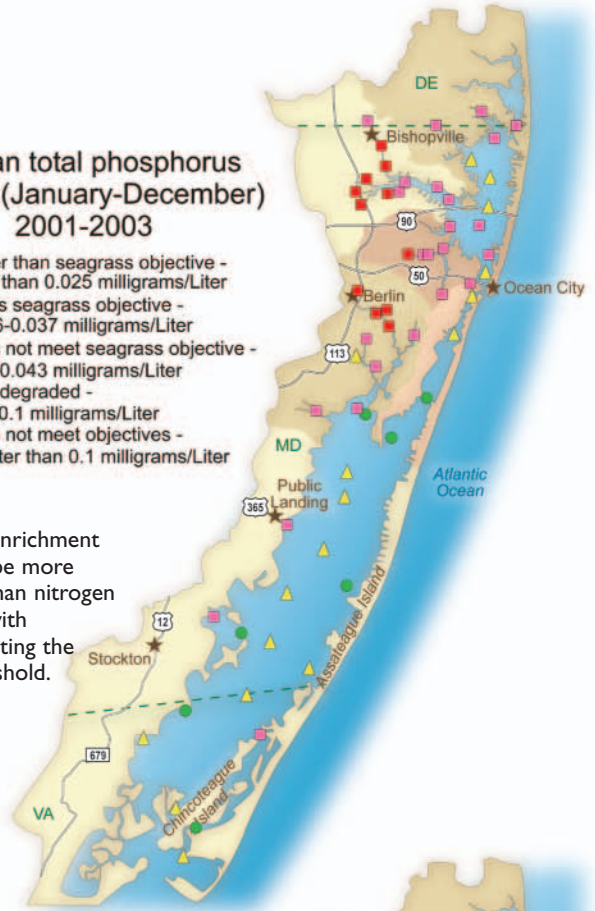 an total phosphorus
(January-December)
2001-2003
er than seagrass objective -
than 0.025 milligrams/Liter
s seagrass objective -
-0.037 milligrams/Liter
not meet seagrass objective -
0.043 milligrams/Liter
degraded -
0.1 milligrams/Liter
not meet objectives -
ter than 0.1 milligrams/Liter
nrichment
be more
han nitrogen
with
ting the
shold.
DE
Bishopville
90
50
Ocean City
Berlin
113
MD
Atlantic
Ocean
Public
Landing
365
Assateague Island
12
Stockton
679
Chincoteague
Island
VA